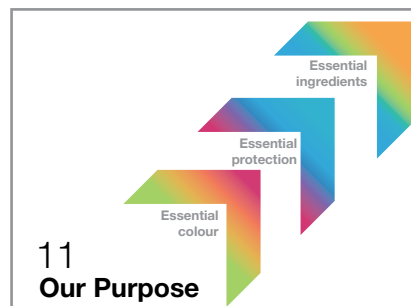 Essential
ingredients
Essential
protection
Essential
colour
11
Our Purpose